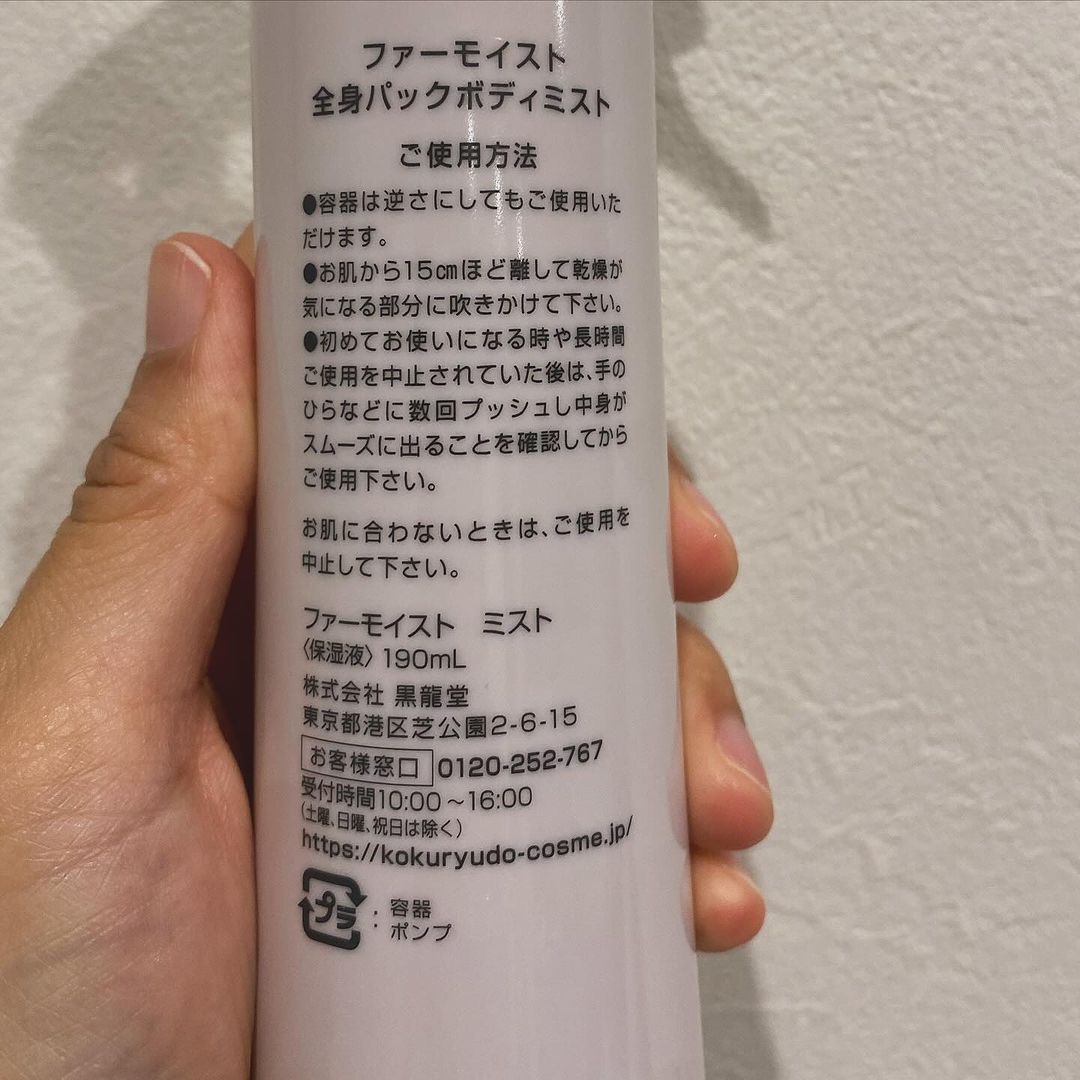 ファーモイスト
全身パックボディミスト
ご使用方法
●容器は逆さにしてもご使用いた
だけます。
●お肌から15㎝ほど離して乾燥が
気になる部分に吹きかけて下さい。
●初めてお使いになる時や長時間
ご使用を中止されていた後は、手の
ひらなどに数回プッシュし中身が
スムーズに出ることを確認してから
ご使用下さい。
お肌に合わないときは、ご使用を
中止して下さい。
ファーモイスト ミスト
〈保湿液〉190mL
株式会社 黒龍堂
東京都港区芝公園2-6-15
お客様窓口 0120-252-767
受付時間10:00～16:00
(土曜、日曜、祝日は除く)
https://kokuryudo-cosme.jp/
プラ : 容器
: ポンプ